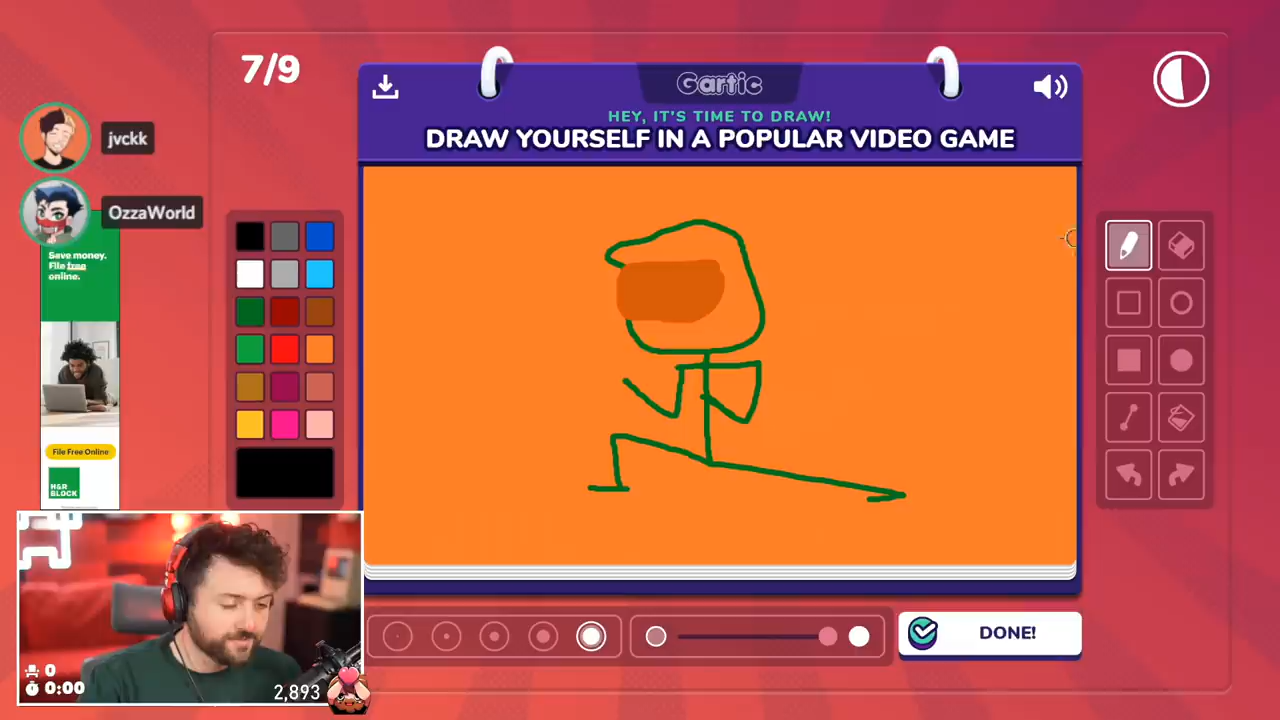 7/9
Gartic
HEY, IT'S TIME TO DRAW!
DRAW YOURSELF IN A POPULAR VIDEO GAME
jvckk
OzzaWorld
Save money.
File free
online.
File Free Online
H&R
BLOCK
0
0:00
2,893
DONE!